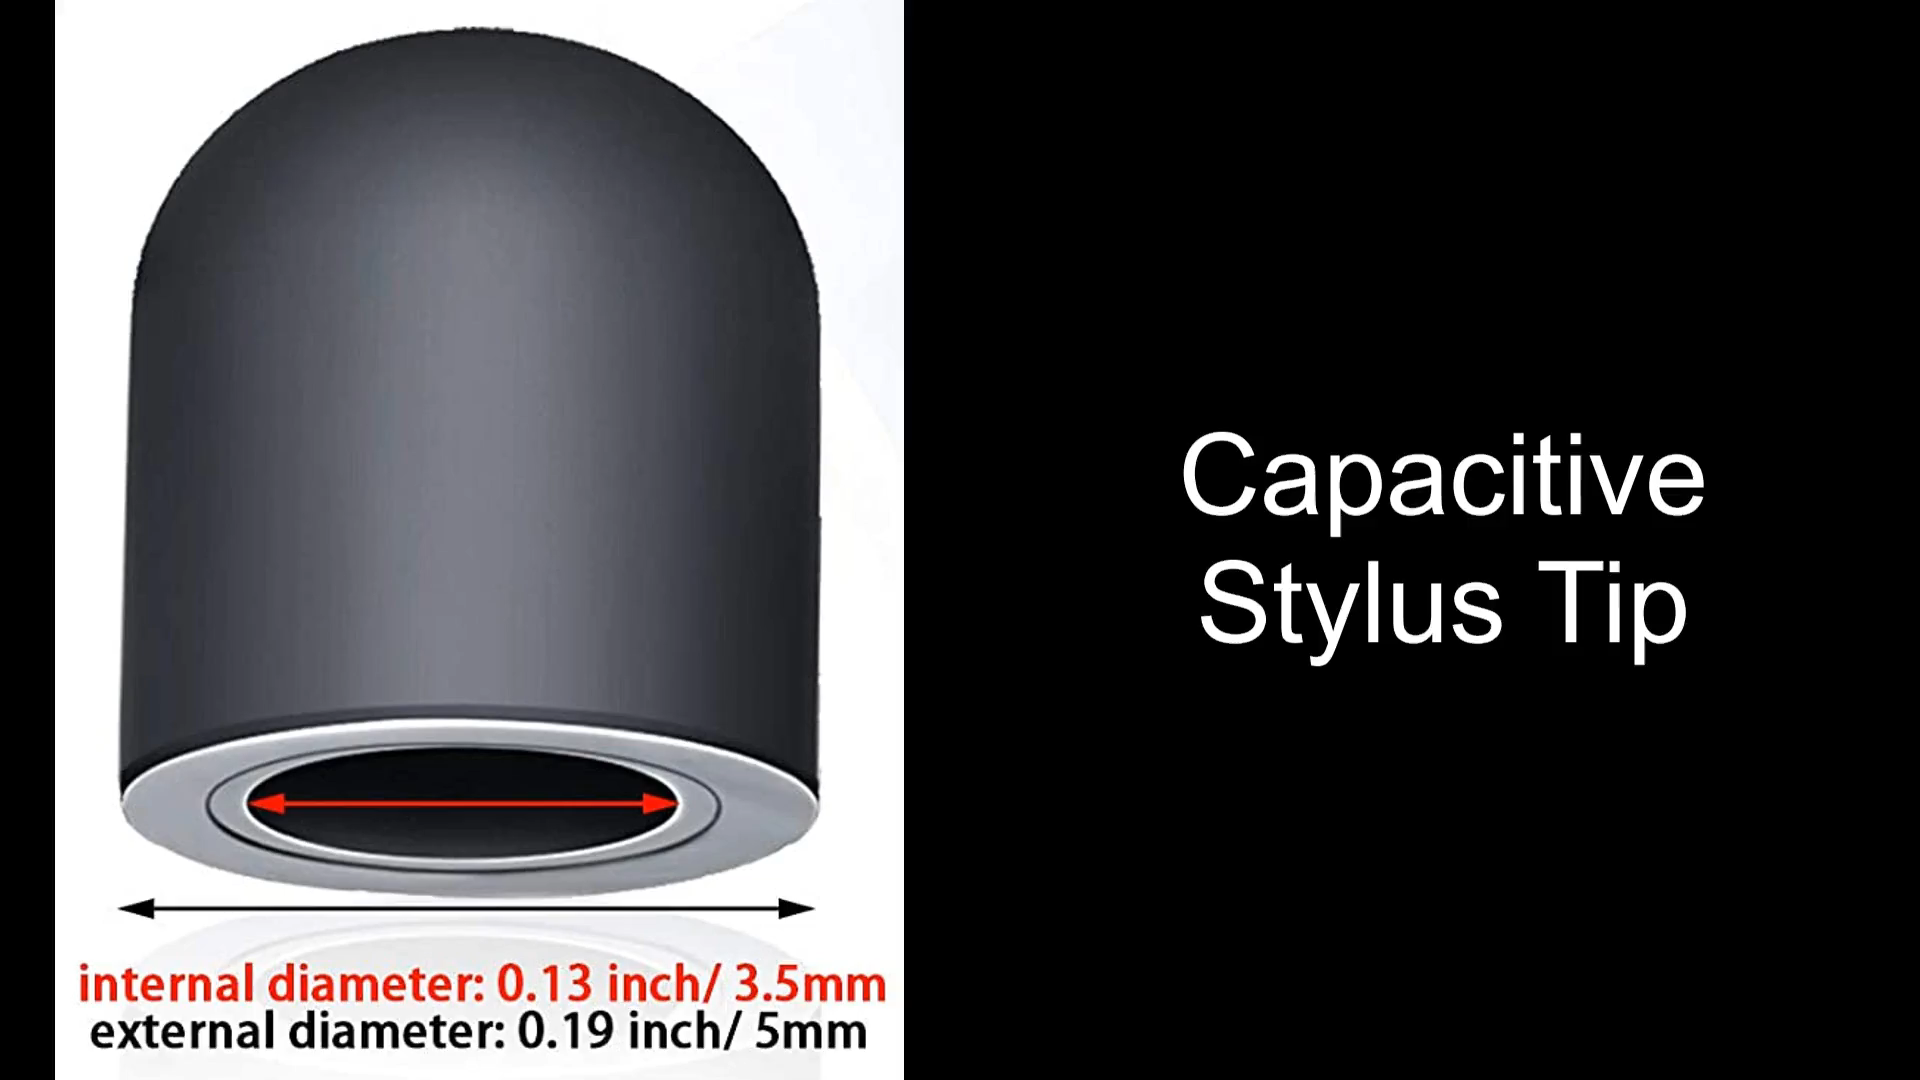 Capacitive
Stylus Tip
internal diameter: 0.13 inch/ 3.5mm
external diameter: 0.19 inch/ 5mm